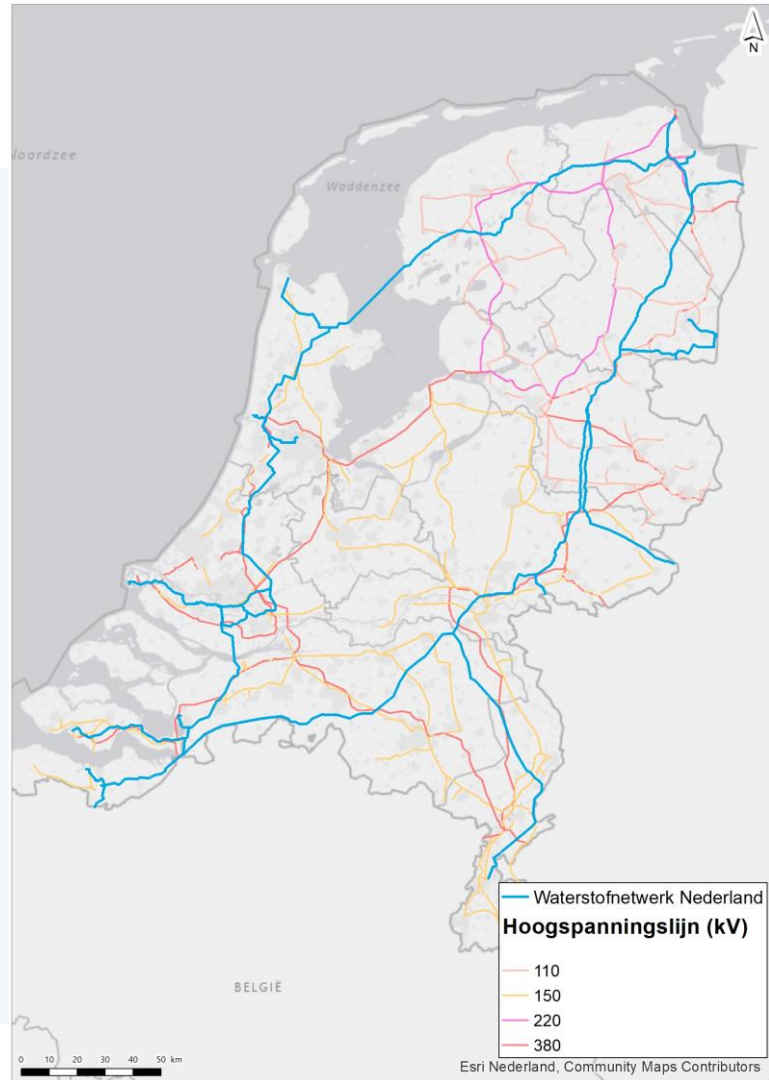 N
Noordzee
Waddenzee
Waterstofnetwerk Nederland
Hoogspanningslijn (kV)
110
150
220
380
BELGIË
0 10 20 30 40 50 km
Esri Nederland, Community Maps Contributors